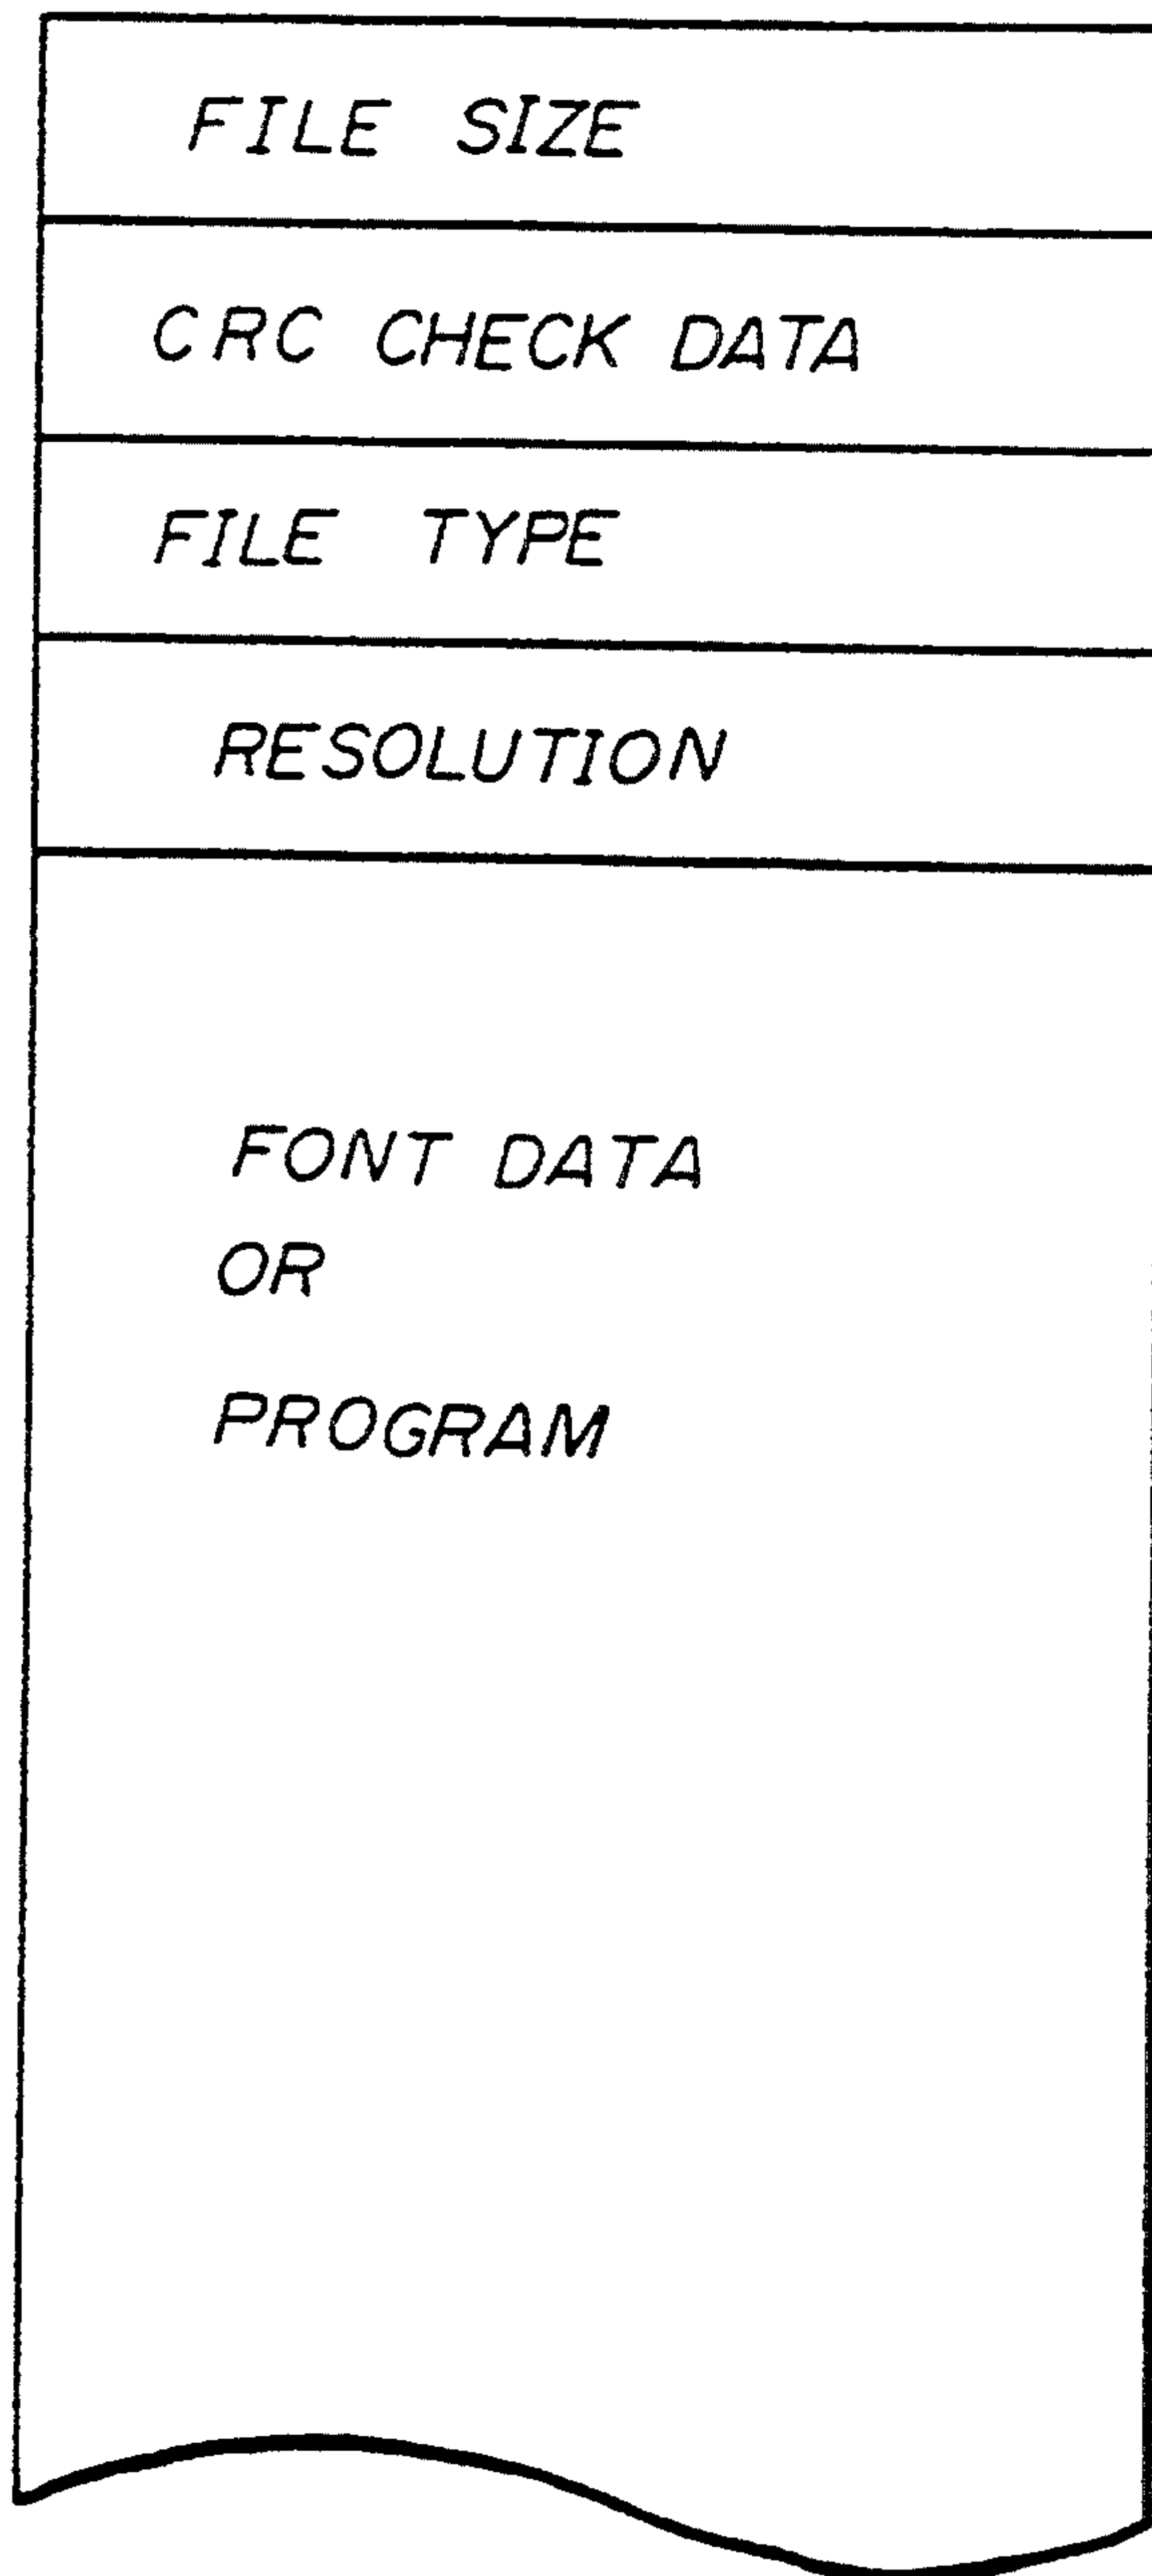 FILE SIZE
CRC CHECK DATA
FILE TYPE
RESOLUTION
FONT DATA
OR
PROGRAM